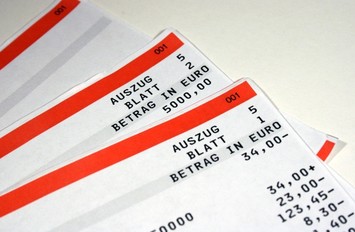 001
AUSZUG 5
BLATT 2
BETRAG IN EURO
5000,00
001
AUSZUG 5
BLATT 1
BETRAG IN EURO
34,00-
34,00+
23,00-
123,45-
0000 8,30-